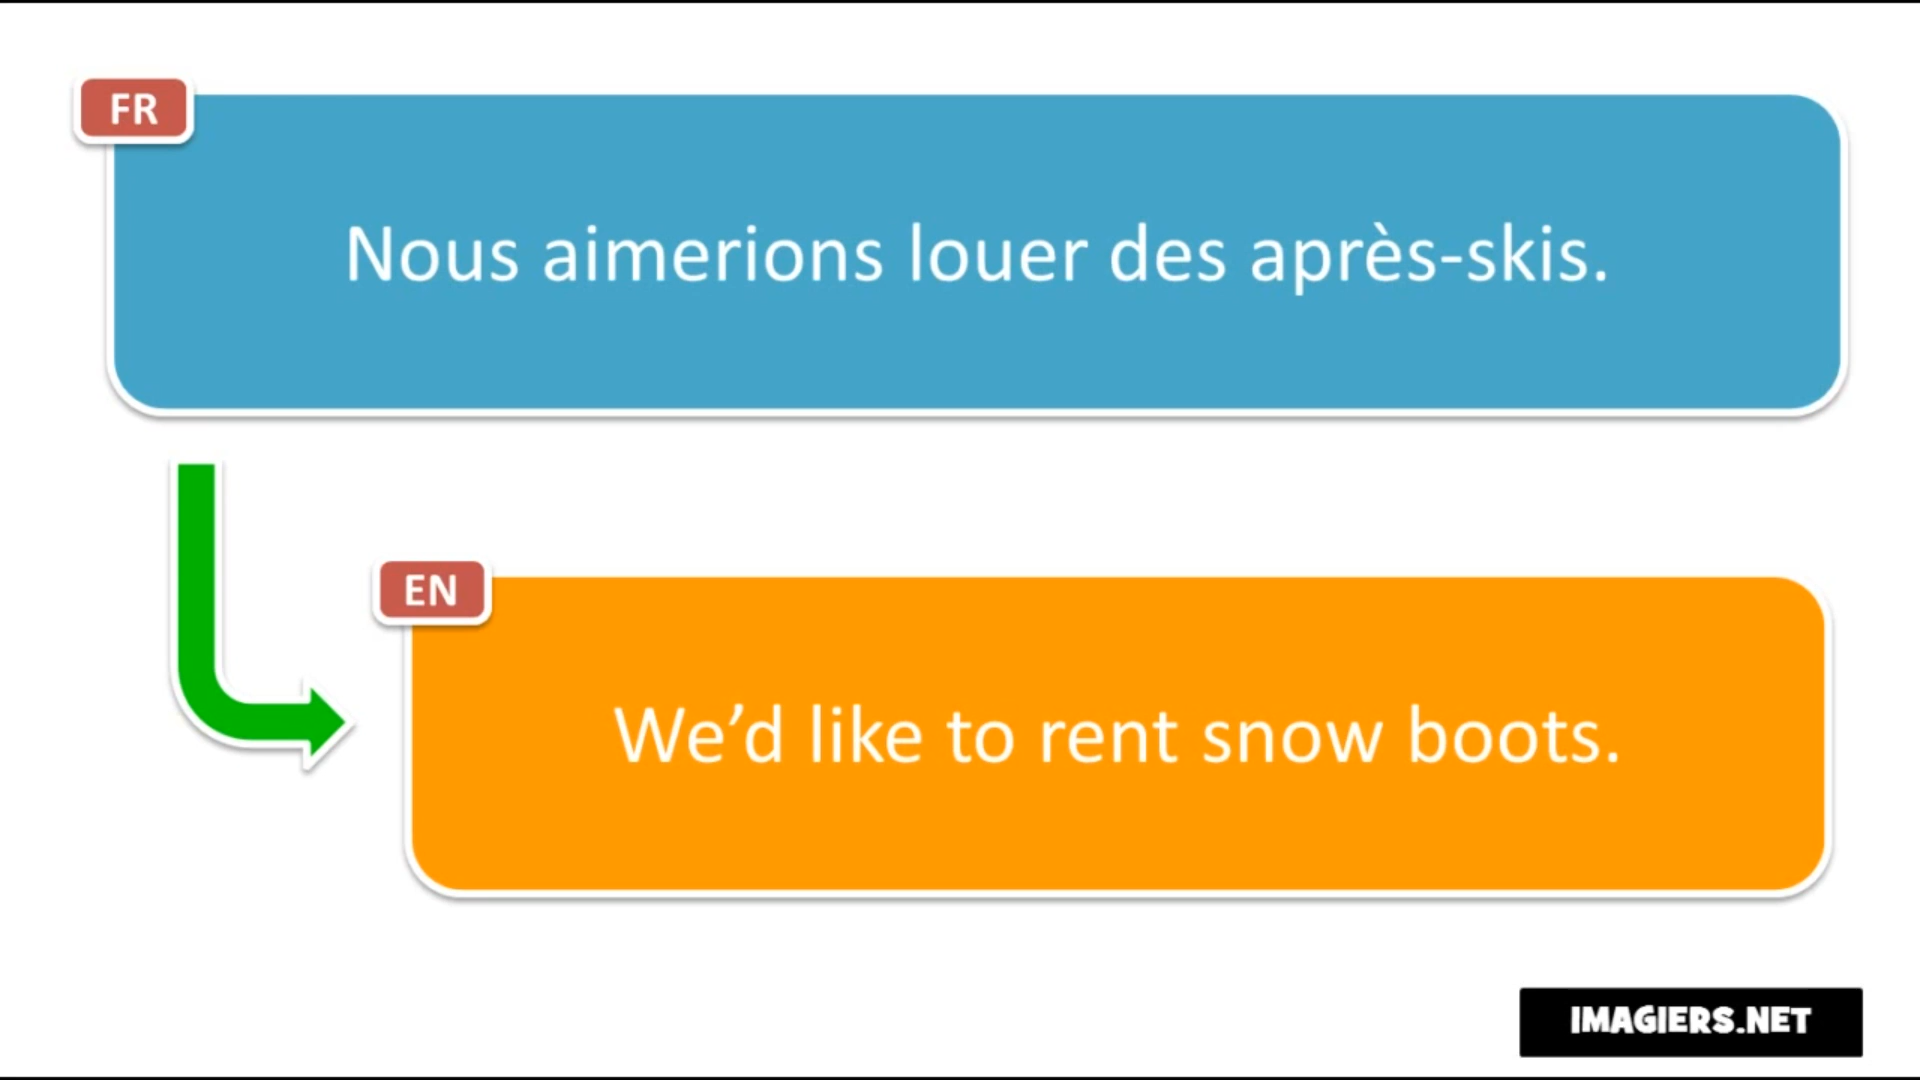 FR
Nous aimerions louer des après-skis.
EN
We’d like to rent snow boots.
IMAGIERS.NET